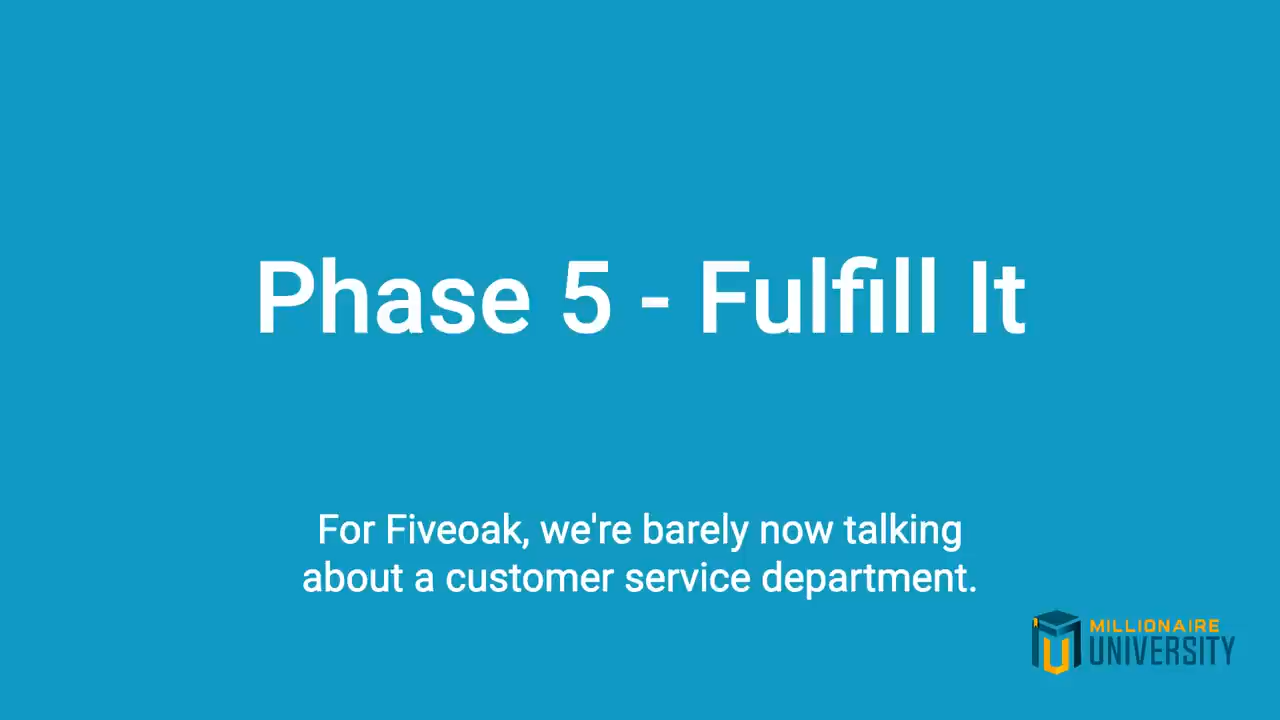 Phase 5 - Fulfill It
For Fiveoak, we're barely now talking
about a customer service department.
MILLIONAIRE
UNIVERSITY